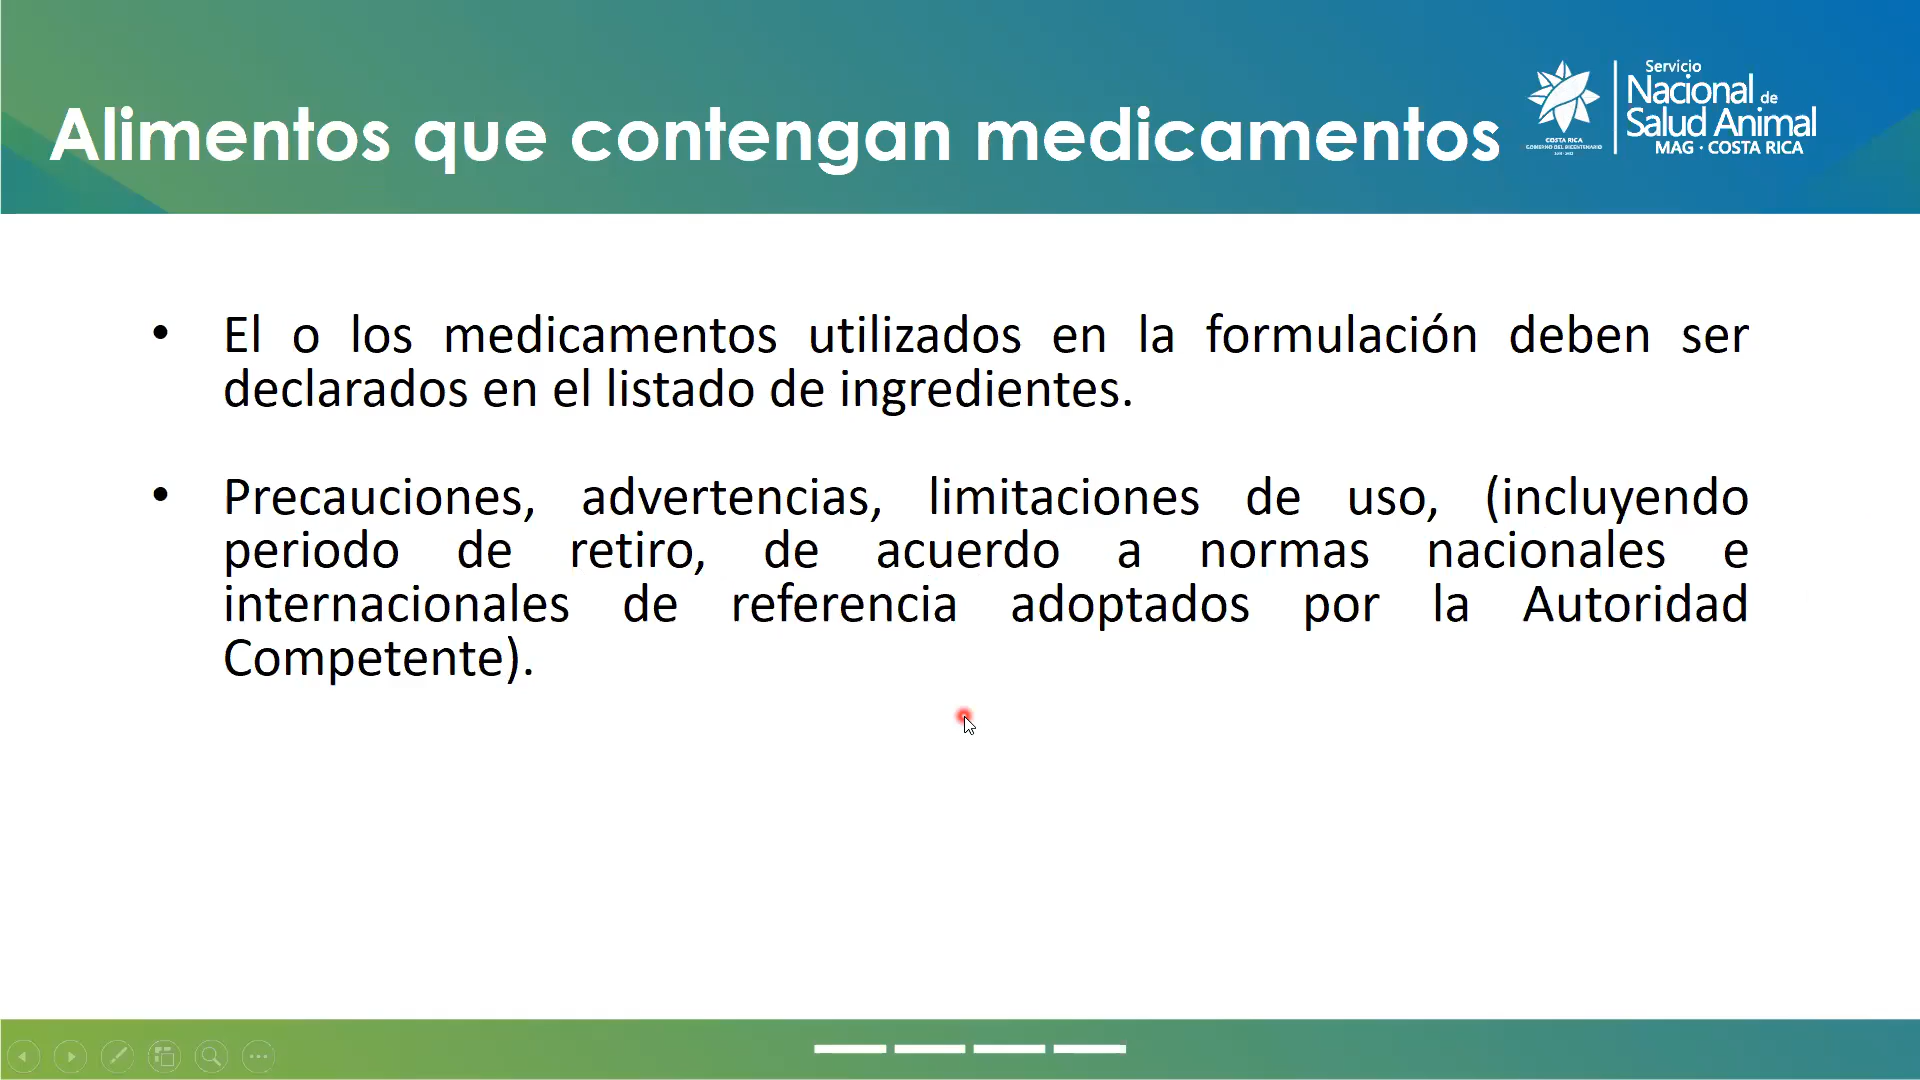 Alimentos que contengan medicamentos
Servicio
Nacional de
Salud Animal
MAG · COSTA RICA
COSTA RICA
GOBIERNO DEL BICENTENARIO
• El o los medicamentos utilizados en la formulación deben ser
declarados en el listado de ingredientes.
• Precauciones, advertencias, limitaciones de uso, (incluyendo
periodo de retiro, de acuerdo a normas nacionales e
internacionales de referencia adoptados por la Autoridad
Competente).